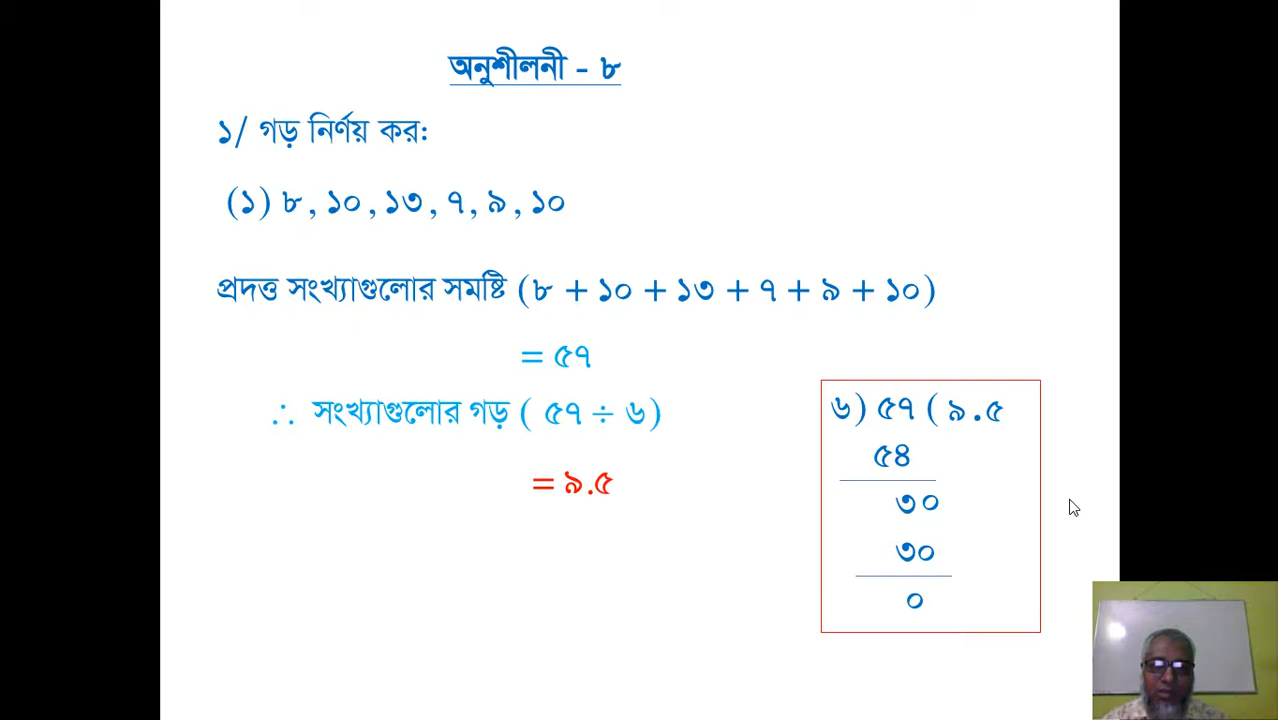 অনুশীলনী - ৮
১/ গড় নির্ণয় কর:
(১) ৮, ১০, ১৩, ৭, ৯, ১০
প্রদত্ত সংখ্যাগুলোর সমষ্টি (৮ + ১০ + ১৩ + ৭ + ৯ + ১০)
= ৫৭
∴ সংখ্যাগুলোর গড় ( ৫৭ ÷ ৬)
= ৯.৫
৬) ৫৭ ( ৯.৫
৫৪
৩০
৩০
০